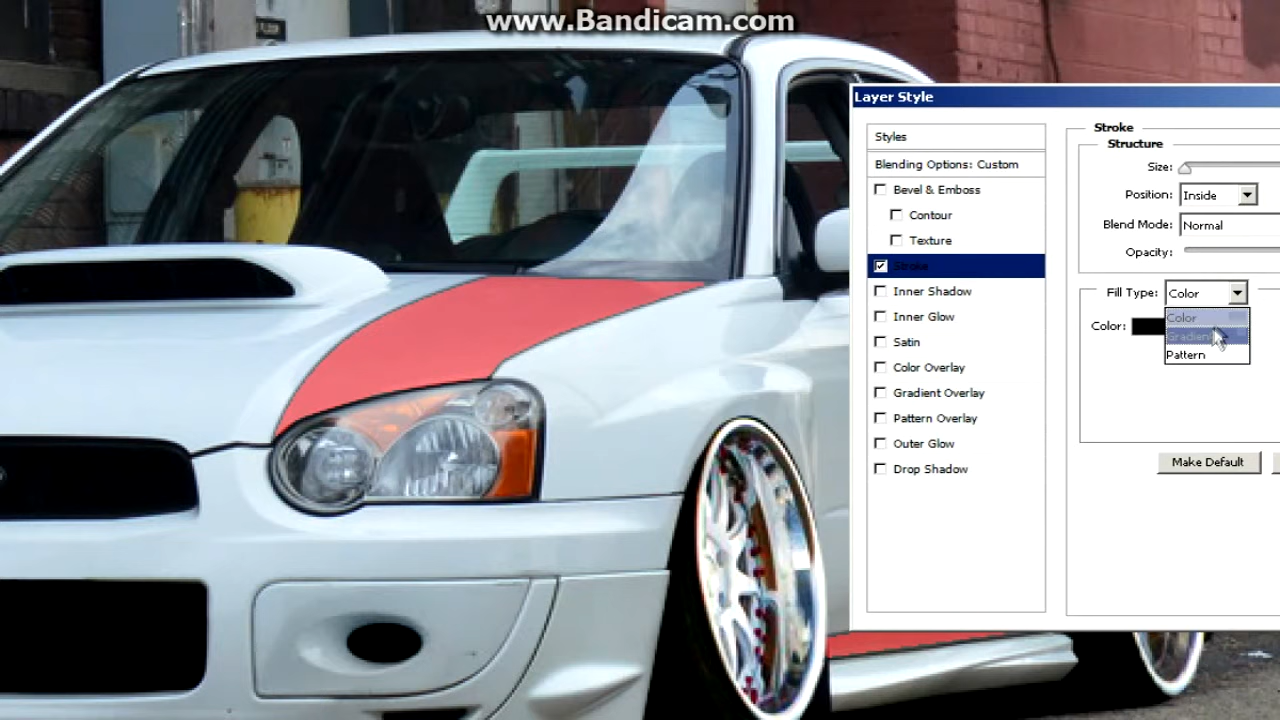 www.Bandicam.com
Layer Style
Styles
Blending Options: Custom
Bevel & Emboss
Contour
Texture
Stroke
Inner Shadow
Inner Glow
Satin
Color Overlay
Gradient Overlay
Pattern Overlay
Outer Glow
Drop Shadow
Stroke
Structure
Size:
Position: Inside
Blend Mode: Normal
Opacity:
Fill Type: Color
Color
Gradient
Pattern
Color:
Make Default